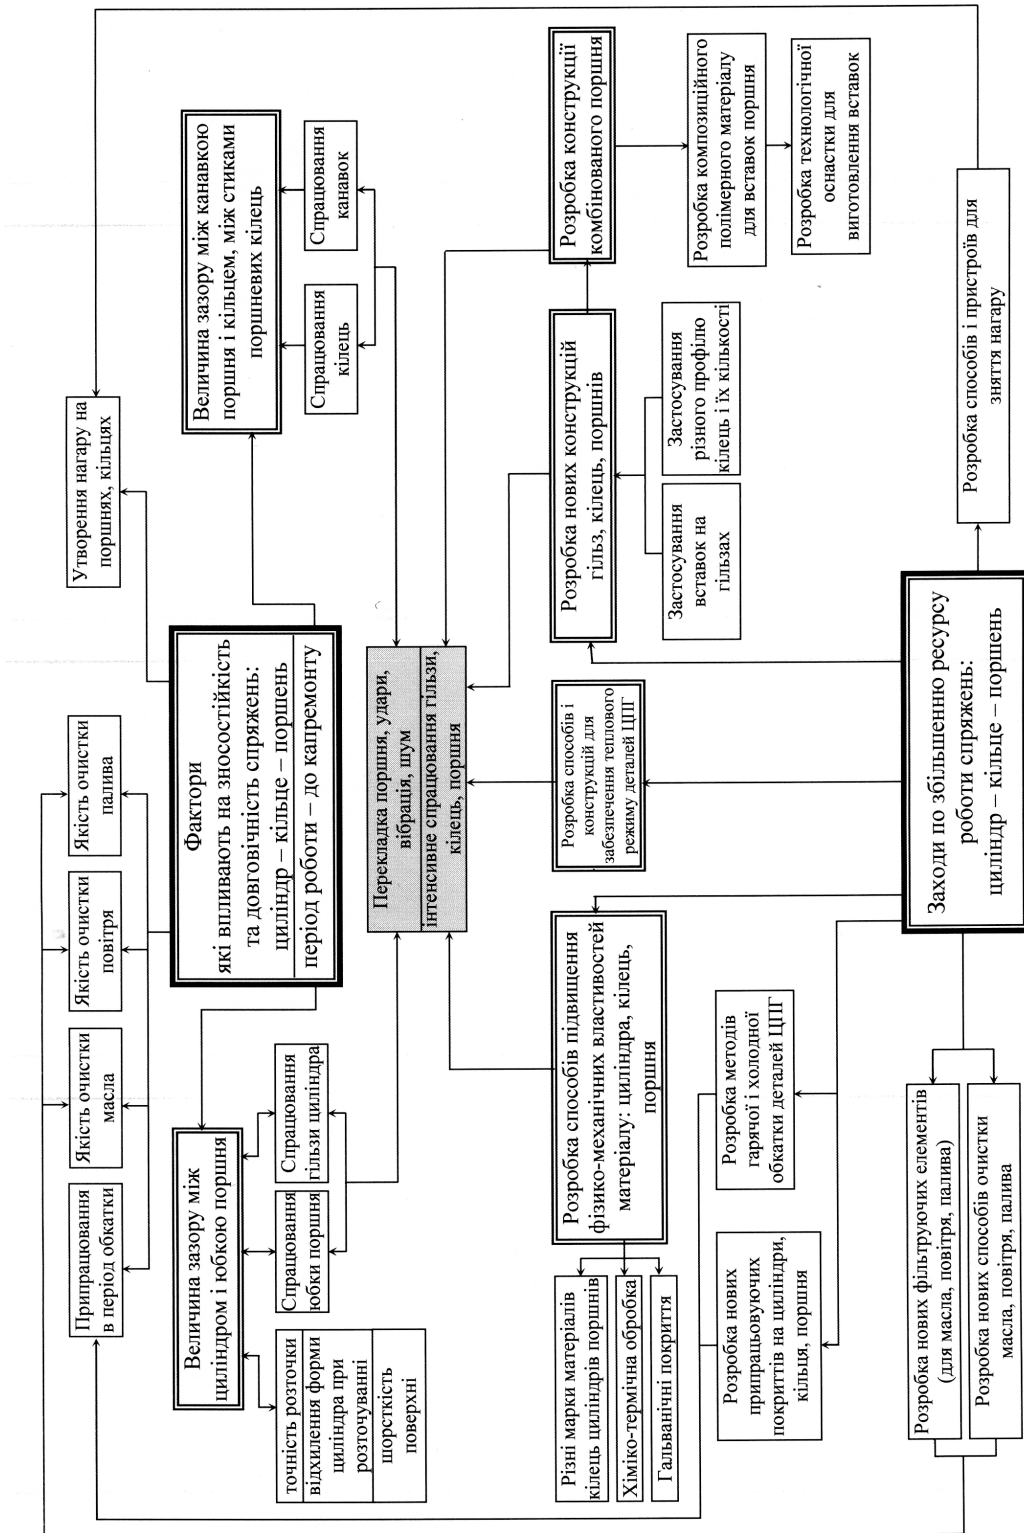 Припрацювання
в період обкатки
Якість очистки
масла
Якість очистки
повітря
Якість очистки
палива
Утворення нагару на
поршнях, кільцях
Фактори
які впливають на зносостійкість
та довговічність спряжень:
циліндр – кільце – поршень
період роботи – до капремонту
Величина зазору між
циліндром і юбкою поршня
Величина зазору між канавкою
поршня і кільцем, між стиками
поршневих кілець
точність розточки
відхилення форми
циліндра при
розточуванні
шорсткість
поверхні
Спрацювання
юбки поршня
Спрацювання
гільзи циліндра
Спрацювання
кілець
Спрацювання
канавок
Перекладка поршня, удари,
вібрація, шум
інтенсивне спрацювання гільзи,
кілець, поршня
Розробка способів підвищення
фізико-механічних властивостей
матеріалу: циліндра, кілець,
поршня
Розробка способів і
конструкцій для
забезпечення теплового
режиму деталей ЦПГ
Розробка нових конструкцій
гільз, кілець, поршнів
Розробка конструкції
комбінованого поршня
Різні марки матеріалів
кілець циліндрів поршнів
Хіміко-термічна обробка
Гальванічні покриття
Застосування
вставок на
гільзах
Застосування
різного профілю
кілець і їх кількості
Розробка композиційного
полімерного матеріалу
для вставок поршня
Розробка технологічної
оснастки для
виготовлення вставок
Розробка нових
припрацьовуючих
покриттів на циліндри,
кільця, поршня
Розробка методів
гарячої і холодної
обкатки деталей ЦПГ
Розробка нових фільтруючих елементів
(для масла, повітря, палива)
Розробка нових способів очистки
масла, повітря, палива
Заходи по збільшенню ресурсу
роботи спряжень:
циліндр – кільце – поршень
Розробка способів і пристроїв для
зняття нагару